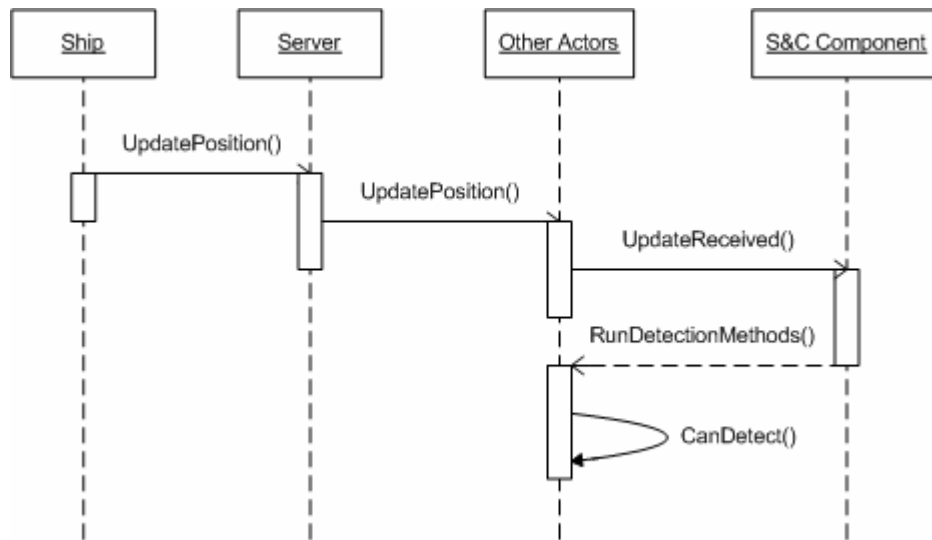 Ship
Server
Other Actors
S&C Component
UpdatePosition()
UpdatePosition()
UpdateReceived()
RunDetectionMethods()
CanDetect()